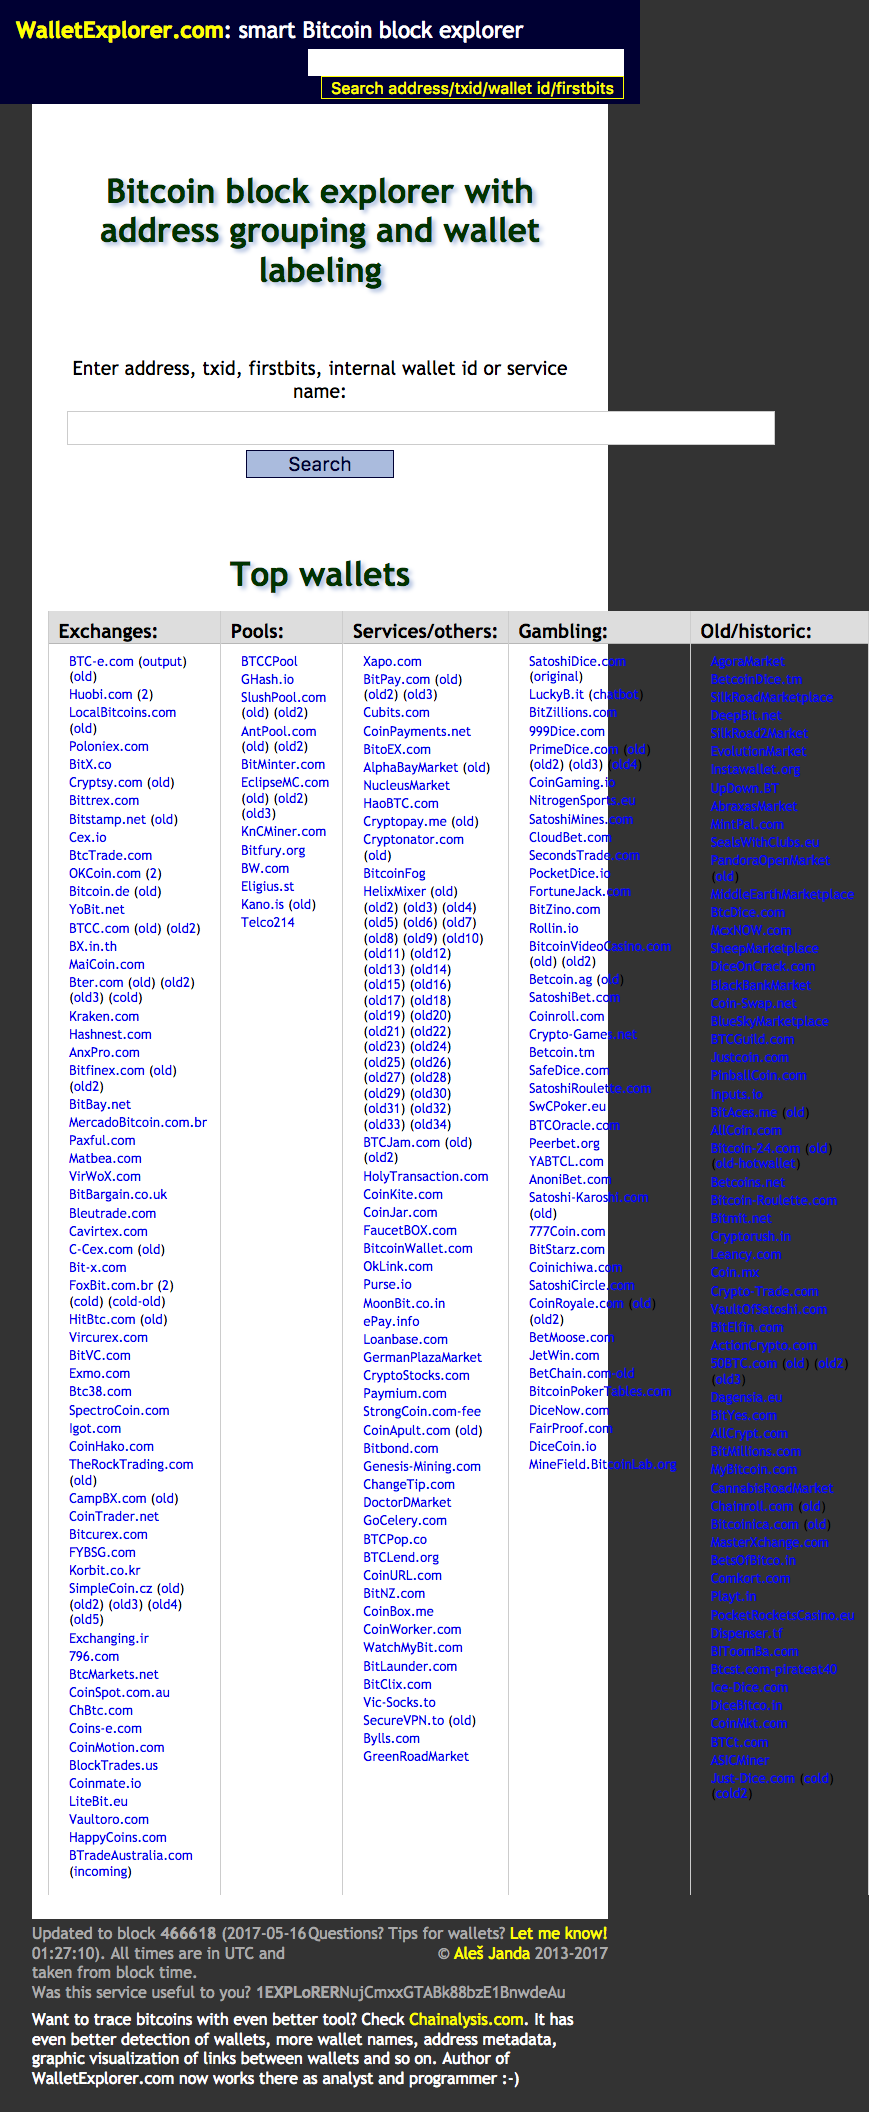 WalletExplorer.com: smart Bitcoin block explorer
Search address/txid/wallet id/firstbits
Bitcoin block explorer with
address grouping and wallet
labeling
Enter address, txid, firstbits, internal wallet id or service
name:
Search
Top wallets
Exchanges:
BTC-e.com (output)
(old)
Huobi.com (2)
LocalBitcoins.com
(old)
Poloniex.com
BitX.co
Cryptsy.com (old)
Bittrex.com
Bitstamp.net (old)
Cex.io
BtcTrade.com
OKCoin.com (2)
Bitcoin.de (old)
YoBit.net
BTCC.com (old) (old2)
BX.in.th
MaiCoin.com
Bter.com (old) (old2)
(old3) (cold)
Kraken.com
Hashnest.com
AnxPro.com
Bitfinex.com (old)
(old2)
BitBay.net
MercadoBitcoin.com.br
Paxful.com
Matbea.com
VirWoX.com
BitBargain.co.uk
Bleutrade.com
Cavirtex.com
C-Cex.com (old)
Bit-x.com
FoxBit.com.br (2)
(cold) (cold-old)
HitBtc.com (old)
Vircurex.com
BitVC.com
Exmo.com
Btc38.com
SpectroCoin.com
Igot.com
CoinHako.com
TheRockTrading.com
(old)
CampBX.com (old)
CoinTrader.net
Bitcurex.com
FYBSG.com
Korbit.co.kr
SimpleCoin.cz (old)
(old2) (old3) (old4)
(old5)
Exchanging.ir
796.com
BtcMarkets.net
CoinSpot.com.au
ChBtc.com
Coins-e.com
CoinMotion.com
BlockTrades.us
Coinmate.io
LiteBit.eu
Vaultoro.com
HappyCoins.com
BTradeAustralia.com
(incoming)
Pools:
BTCCPool
GHash.io
SlushPool.com
(old) (old2)
AntPool.com
(old) (old2)
BitMinter.com
EclipseMC.com
(old) (old2)
(old3)
KnCMiner.com
Bitfury.org
BW.com
Eligius.st
Kano.is (old)
Telco214
Services/others:
Xapo.com
BitPay.com (old)
(old2) (old3)
Cubits.com
CoinPayments.net
BitoEX.com
AlphaBayMarket (old)
NucleusMarket
HaoBTC.com
Cryptopay.me (old)
Cryptonator.com
(old)
BitcoinFog
HelixMixer (old)
(old2) (old3) (old4)
(old5) (old6) (old7)
(old8) (old9) (old10)
(old11) (old12)
(old13) (old14)
(old15) (old16)
(old17) (old18)
(old19) (old20)
(old21) (old22)
(old23) (old24)
(old25) (old26)
(old27) (old28)
(old29) (old30)
(old31) (old32)
(old33) (old34)
BTCJam.com (old)
(old2)
HolyTransaction.com
CoinKite.com
CoinJar.com
FaucetBOX.com
BitcoinWallet.com
OkLink.com
Purse.io
MoonBit.co.in
ePay.info
Loanbase.com
GermanPlazaMarket
CryptoStocks.com
Paymium.com
StrongCoin.com-fee
CoinApult.com (old)
Bitbond.com
Genesis-Mining.com
ChangeTip.com
DoctorDMarket
GoCelery.com
BTCPop.co
BTCLend.org
CoinURL.com
BitNZ.com
CoinBox.me
CoinWorker.com
WatchMyBit.com
BitLaunder.com
BitClix.com
Vic-Socks.to
SecureVPN.to (old)
Bylls.com
GreenRoadMarket
Gambling:
SatoshiDice.com
(original)
LuckyB.it (chatbot)
BitZillions.com
999Dice.com
PrimeDice.com (old)
(old2) (old3) (old4)
CoinGaming.io
NitrogenSports.eu
SatoshiMines.com
CloudBet.com
SecondsTrade.com
PocketDice.io
FortuneJack.com
BitZino.com
Rollin.io
BitcoinVideoCasino.com
(old) (old2)
Betcoin.ag (old)
SatoshiBet.com
Coinroll.com
Crypto-Games.net
Betcoin.tm
SafeDice.com
SatoshiRoulette.com
SwCPoker.eu
BTCOracle.com
Peerbet.org
YABTCL.com
AnoniBet.com
Satoshi-Karoshi.com
(old)
777Coin.com
BitStarz.com
Coinichiwa.com
SatoshiCircle.com
CoinRoyale.com (old)
(old2)
BetMoose.com
JetWin.com
BetChain.com-old
BitcoinPokerTables.com
DiceNow.com
FairProof.com
DiceCoin.io
MineField.BitcoinLab.org
Old/historic:
AgoraMarket
BetcoinDice.tm
SilkRoadMarketplace
DeepBit.net
SilkRoad2Market
EvolutionMarket
Instawallet.org
UpDown.BT
AbraxasMarket
MintPal.com
SealsWithClubs.eu
PandoraOpenMarket
(old)
MiddleEarthMarketplace
BtcDice.com
McxNOW.com
SheepMarketplace
DiceOnCrack.com
BlackBankMarket
Coin-Swap.net
BlueSkyMarketplace
BTCGuild.com
Justcoin.com
PinballCoin.com
Inputs.io
BitAces.me (old)
AllCoin.com
Bitcoin-24.com (old)
(old-hotwallet)
Betcoins.net
Bitcoin-Roulette.com
Bitmit.net
Cryptorush.in
Leancy.com
Coin.mx
Crypto-Trade.com
VaultOfSatoshi.com
BitElfin.com
ActionCrypto.com
50BTC.com (old) (old2)
(old3)
Dagensia.eu
BitYes.com
AllCrypt.com
BitMillions.com
MyBitcoin.com
CannabisRoadMarket
Chainroll.com (old)
Bitcoinica.com (old)
MasterXchange.com
BetsOfBitco.in
Comkort.com
Playt.in
PocketRocketsCasino.eu
Dispenser.tf
BIToomBa.com
Btcst.com-pirateat40
Ice-Dice.com
DiceBitco.in
CoinMkt.com
BTCt.com
ASICMiner
Just-Dice.com (cold)
(cold2)
Updated to block 466618 (2017-05-16
01:27:10). All times are in UTC and
taken from block time.
Questions? Tips for wallets? Let me know!
© Aleš Janda 2013-2017
Was this service useful to you? 1EXPLoRERNujCmxxGTABk88bzE1BnwdeAu
Want to trace bitcoins with even better tool? Check Chainalysis.com. It has
even better detection of wallets, more wallet names, address metadata,
graphic visualization of links between wallets and so on. Author of
WalletExplorer.com now works there as analyst and programmer :-)